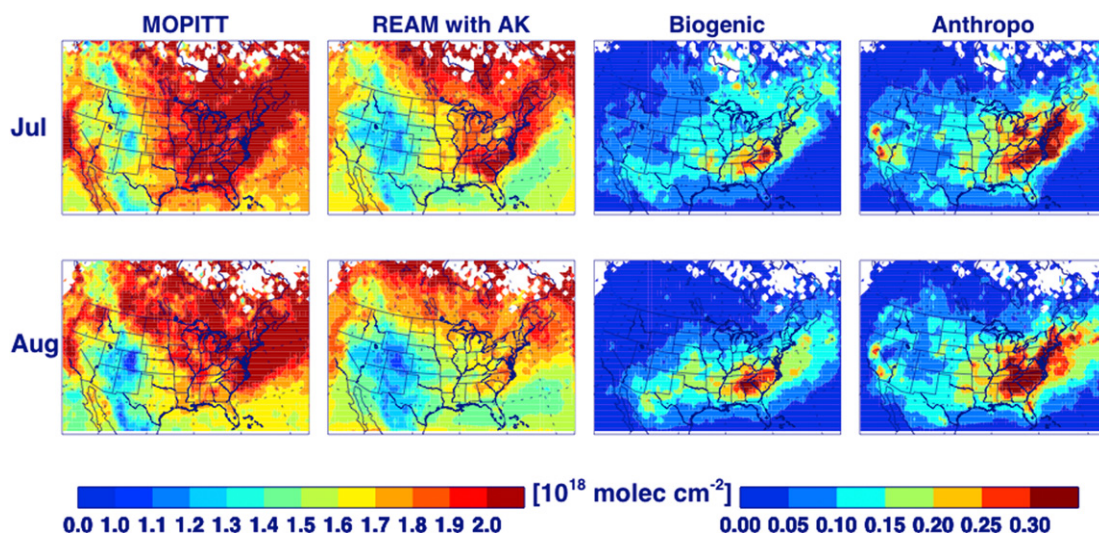 MOPITT REAM with AK Biogenic Anthropo
Jul
Aug
[10¹⁸ molec cm⁻²]
0.0 1.0 1.1 1.2 1.3 1.4 1.5 1.6 1.7 1.8 1.9 2.0 0.00 0.05 0.10 0.15 0.20 0.25 0.30